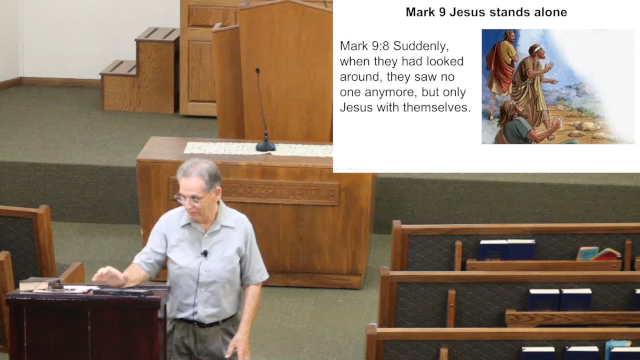 Mark 9 Jesus stands alone
Mark 9:8 Suddenly,
when they had looked
around, they saw no
one anymore, but only
Jesus with themselves.